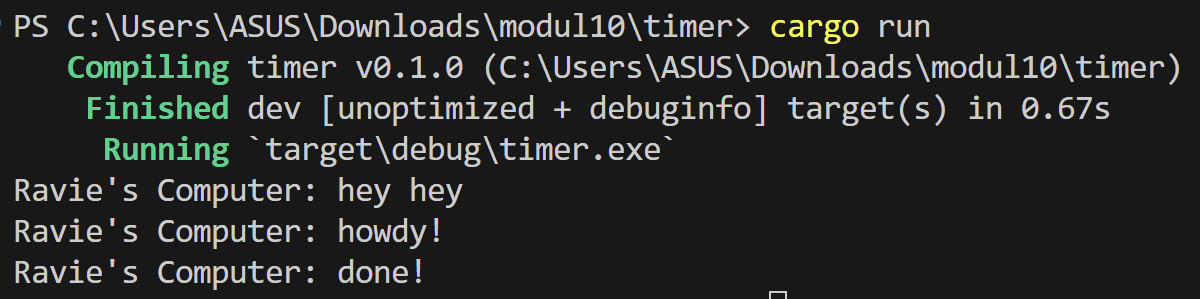 PS C:\Users\ASUS\Downloads\modul10\timer> cargo run
Compiling timer v0.1.0 (C:\Users\ASUS\Downloads\modul10\timer)
Finished dev [unoptimized + debuginfo] target(s) in 0.67s
Running `target\debug\timer.exe`
Ravie's Computer: hey hey
Ravie's Computer: howdy!
Ravie's Computer: done!